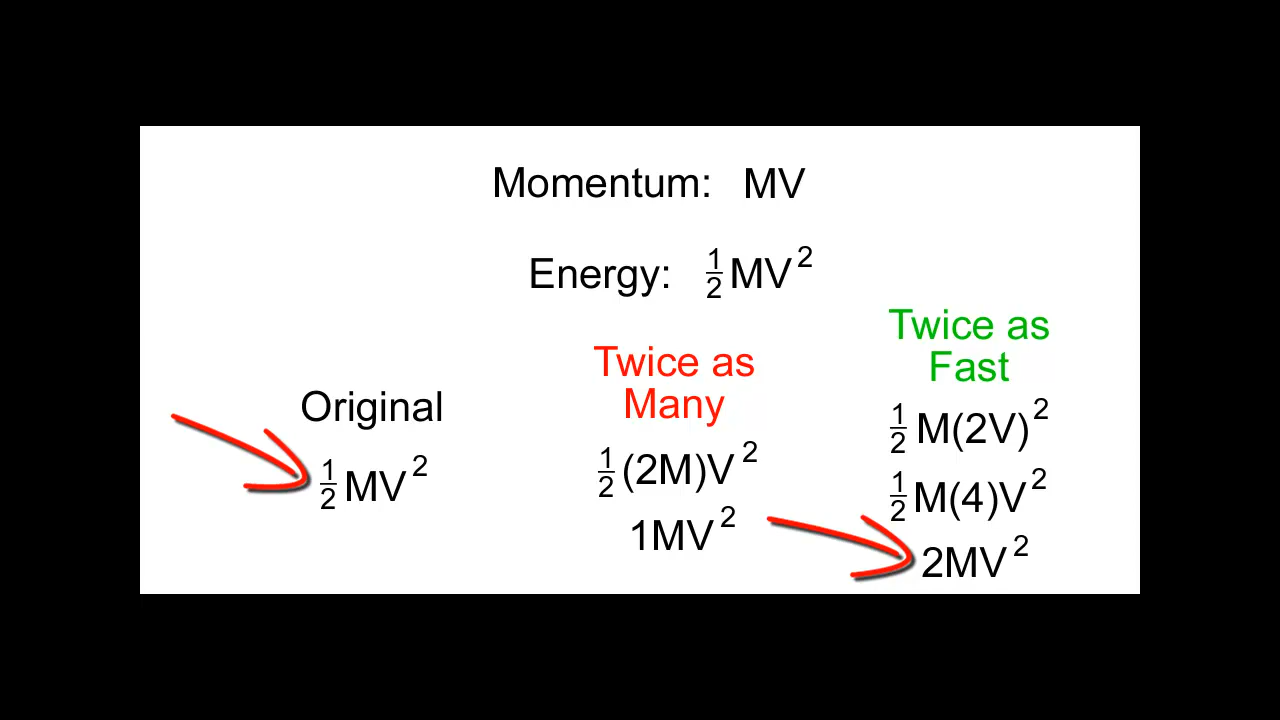 Momentum: MV
Energy: ½MV²
Original
½MV²
Twice as
Many
½(2M)V²
1MV²
Twice as
Fast
½M(2V)²
½M(4)V²
2MV²